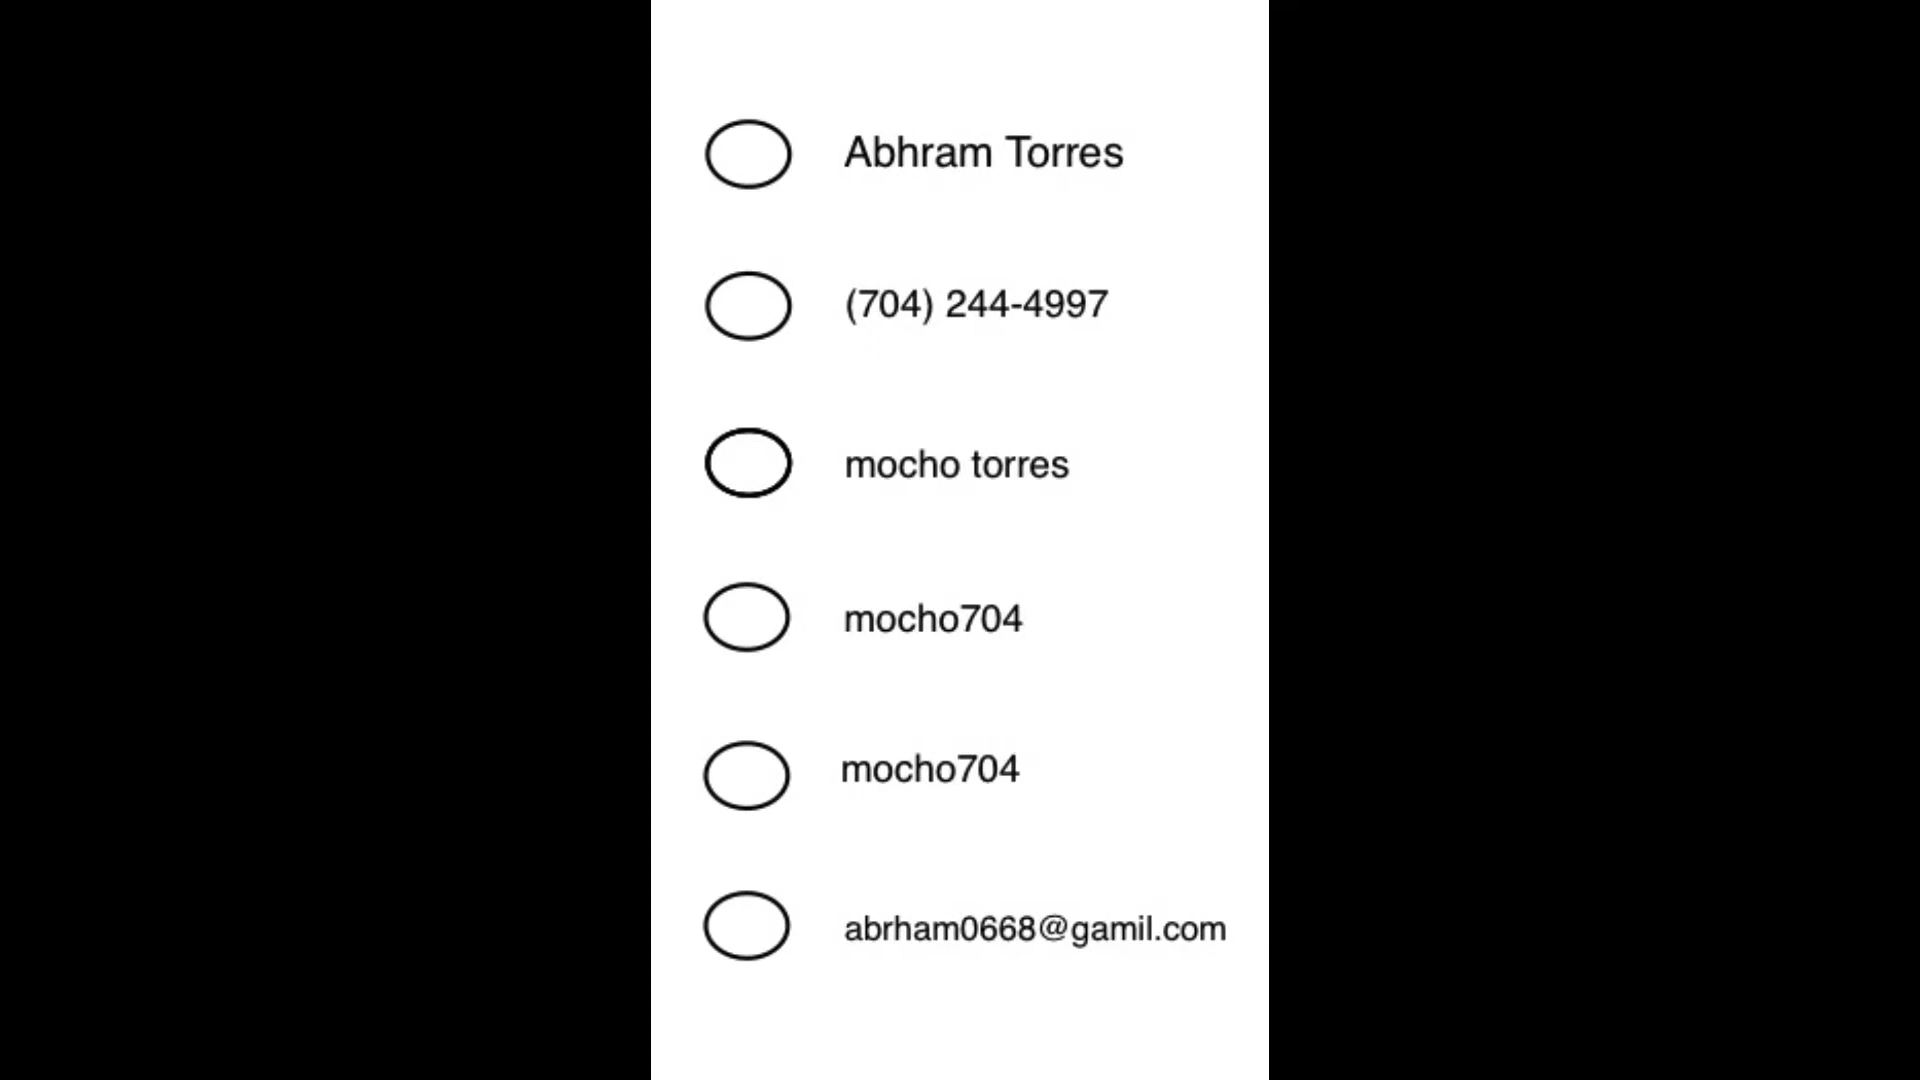 Abhram Torres
(704) 244-4997
mocho torres
mocho704
mocho704
abrham0668@gamil.com